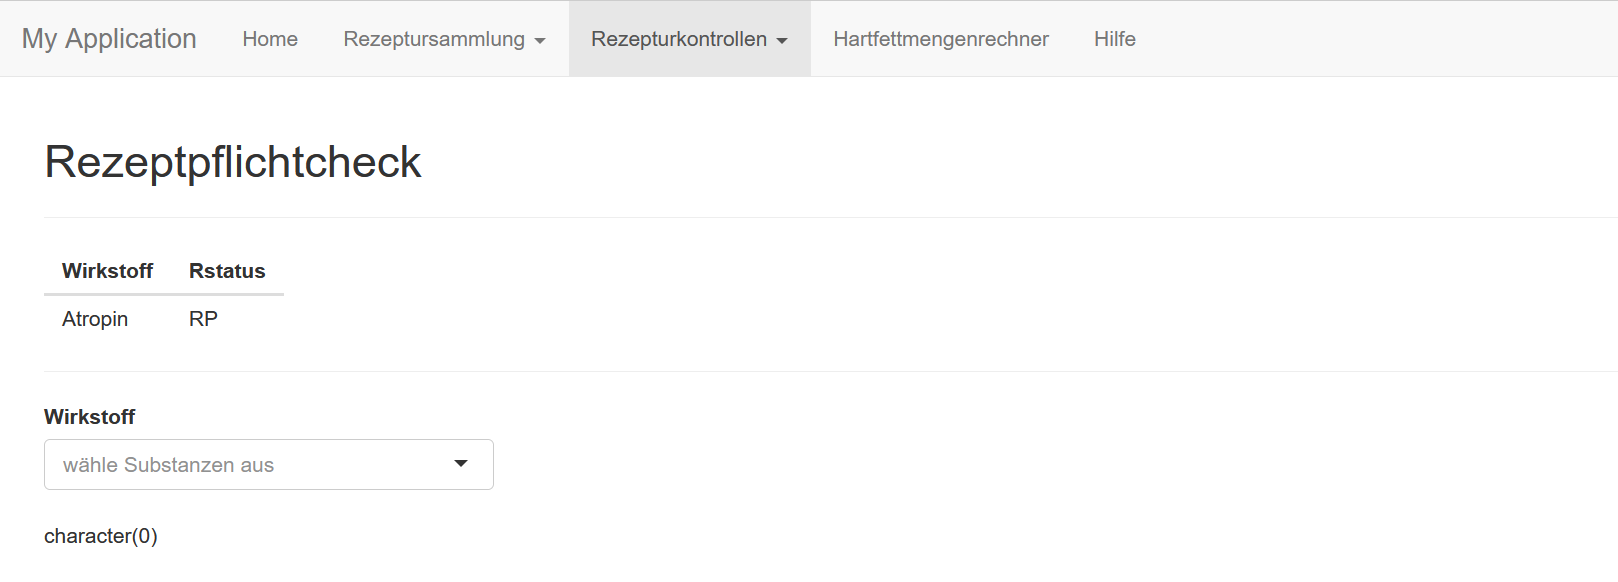 My Application Home Rezeptursammlung Rezepturkontrollen Hartfettmengenrechner Hilfe
Rezeptpflichtcheck
Wirkstoff Rstatus
Atropin RP
Wirkstoff
wähle Substanzen aus
character(0)